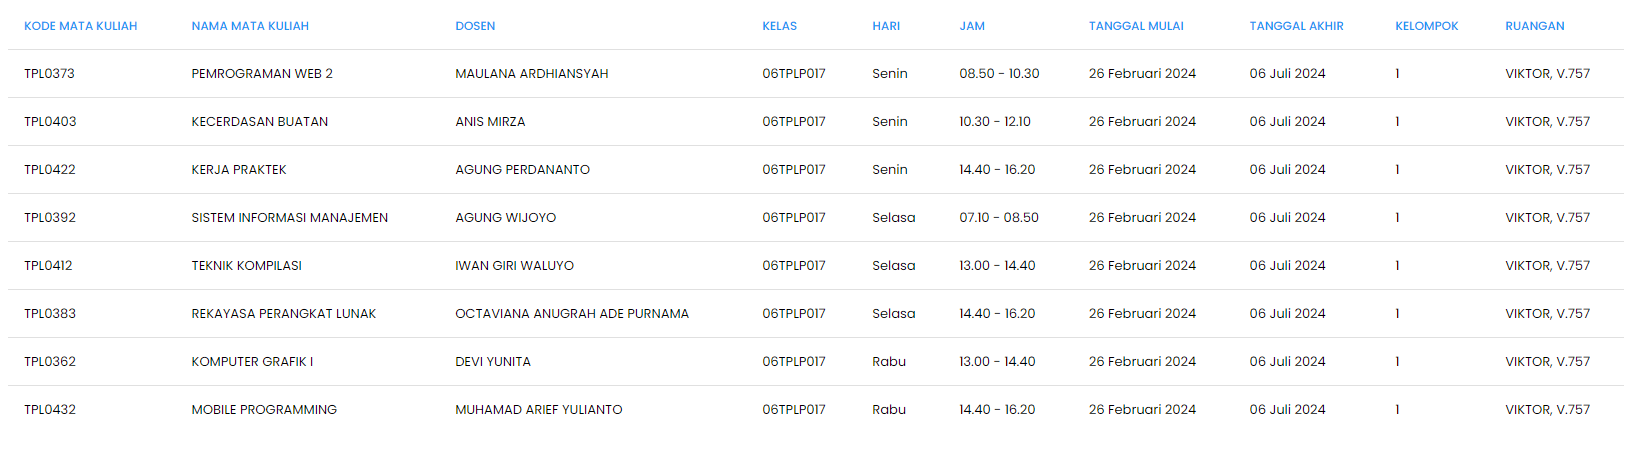 KODE MATA KULIAH NAMA MATA KULIAH DOSEN KELAS HARI JAM TANGGAL MULAI TANGGAL AKHIR KELOMPOK RUANGAN
TPL0373 PEMROGRAMAN WEB 2 MAULANA ARDHIANSYAH 06TPLP017 Senin 08.50 - 10.30 26 Februari 2024 06 Juli 2024 1 VIKTOR, V.757
TPL0403 KECERDASAN BUATAN ANIS MIRZA 06TPLP017 Senin 10.30 - 12.10 26 Februari 2024 06 Juli 2024 1 VIKTOR, V.757
TPL0422 KERJA PRAKTEK AGUNG PERDANANTO 06TPLP017 Senin 14.40 - 16.20 26 Februari 2024 06 Juli 2024 1 VIKTOR, V.757
TPL0392 SISTEM INFORMASI MANAJEMEN AGUNG WIJOYO 06TPLP017 Selasa 07.10 - 08.50 26 Februari 2024 06 Juli 2024 1 VIKTOR, V.757
TPL0412 TEKNIK KOMPILASI IWAN GIRI WALUYO 06TPLP017 Selasa 13.00 - 14.40 26 Februari 2024 06 Juli 2024 1 VIKTOR, V.757
TPL0383 REKAYASA PERANGKAT LUNAK OCTAVIANA ANUGRAH ADE PURNAMA 06TPLP017 Selasa 14.40 - 16.20 26 Februari 2024 06 Juli 2024 1 VIKTOR, V.757
TPL0362 KOMPUTER GRAFIK I DEVI YUNITA 06TPLP017 Rabu 13.00 - 14.40 26 Februari 2024 06 Juli 2024 1 VIKTOR, V.757
TPL0432 MOBILE PROGRAMMING MUHAMAD ARIEF YULIANTO 06TPLP017 Rabu 14.40 - 16.20 26 Februari 2024 06 Juli 2024 1 VIKTOR, V.757